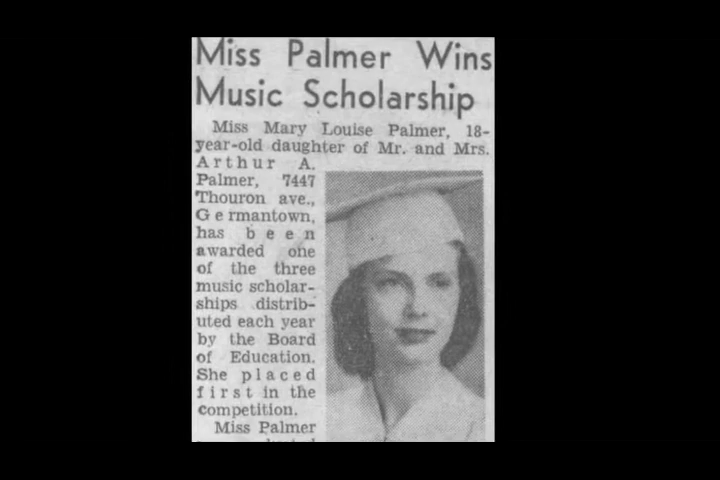 Miss Palmer Wins
Music Scholarship
Miss Mary Louise Palmer, 18-
year-old daughter of Mr. and Mrs.
Arthur A.
Palmer, 7447
Thouron ave.,
Germantown,
has been
awarded one
of the three
music scholar-
ships distrib-
uted each year
by the Board
of Education.
She placed
first in the
competition.
Miss Palmer